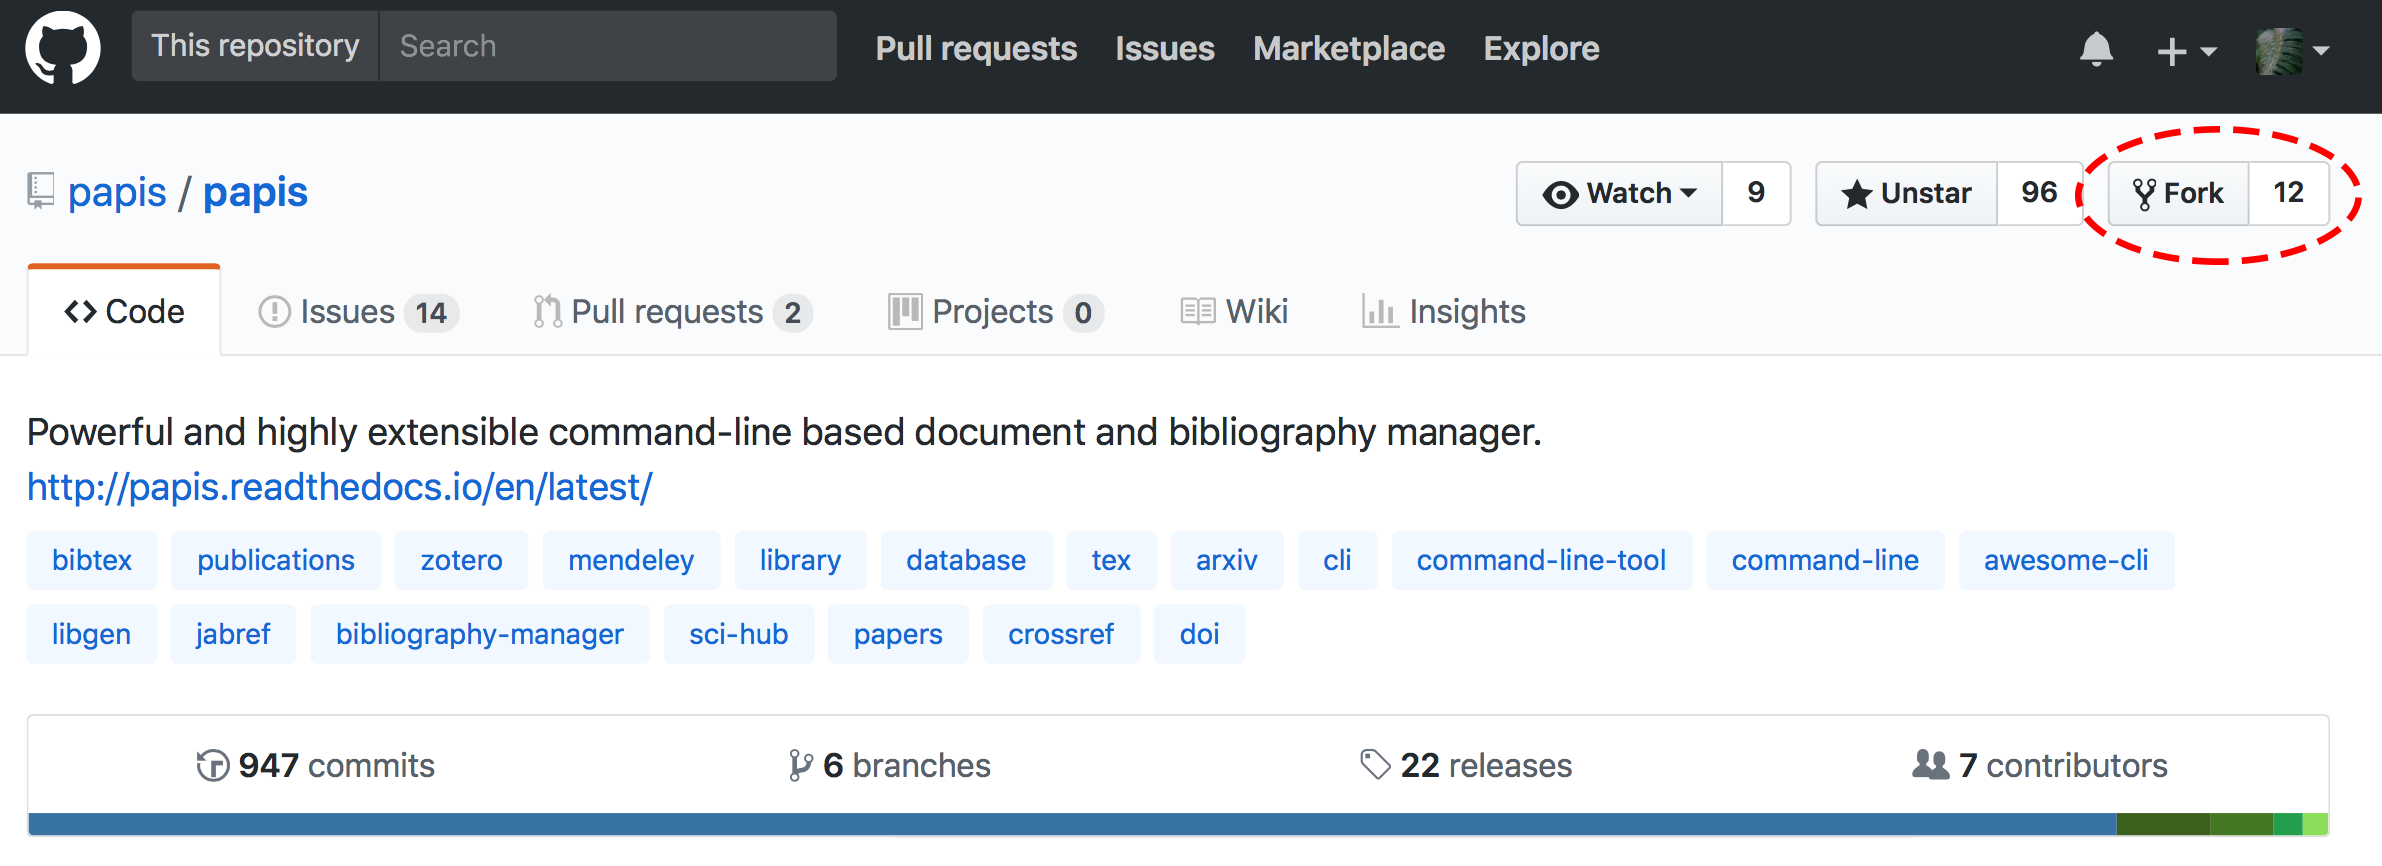 This repository Search Pull requests Issues Marketplace Explore
papis / papis Watch 9 Unstar 96 Fork 12
Code Issues 14 Pull requests 2 Projects 0 Wiki Insights
Powerful and highly extensible command-line based document and bibliography manager.
http://papis.readthedocs.io/en/latest/
bibtex publications zotero mendeley library database tex arxiv cli command-line-tool command-line awesome-cli
libgen jabref bibliography-manager sci-hub papers crossref doi
947 commits 6 branches 22 releases 7 contributors